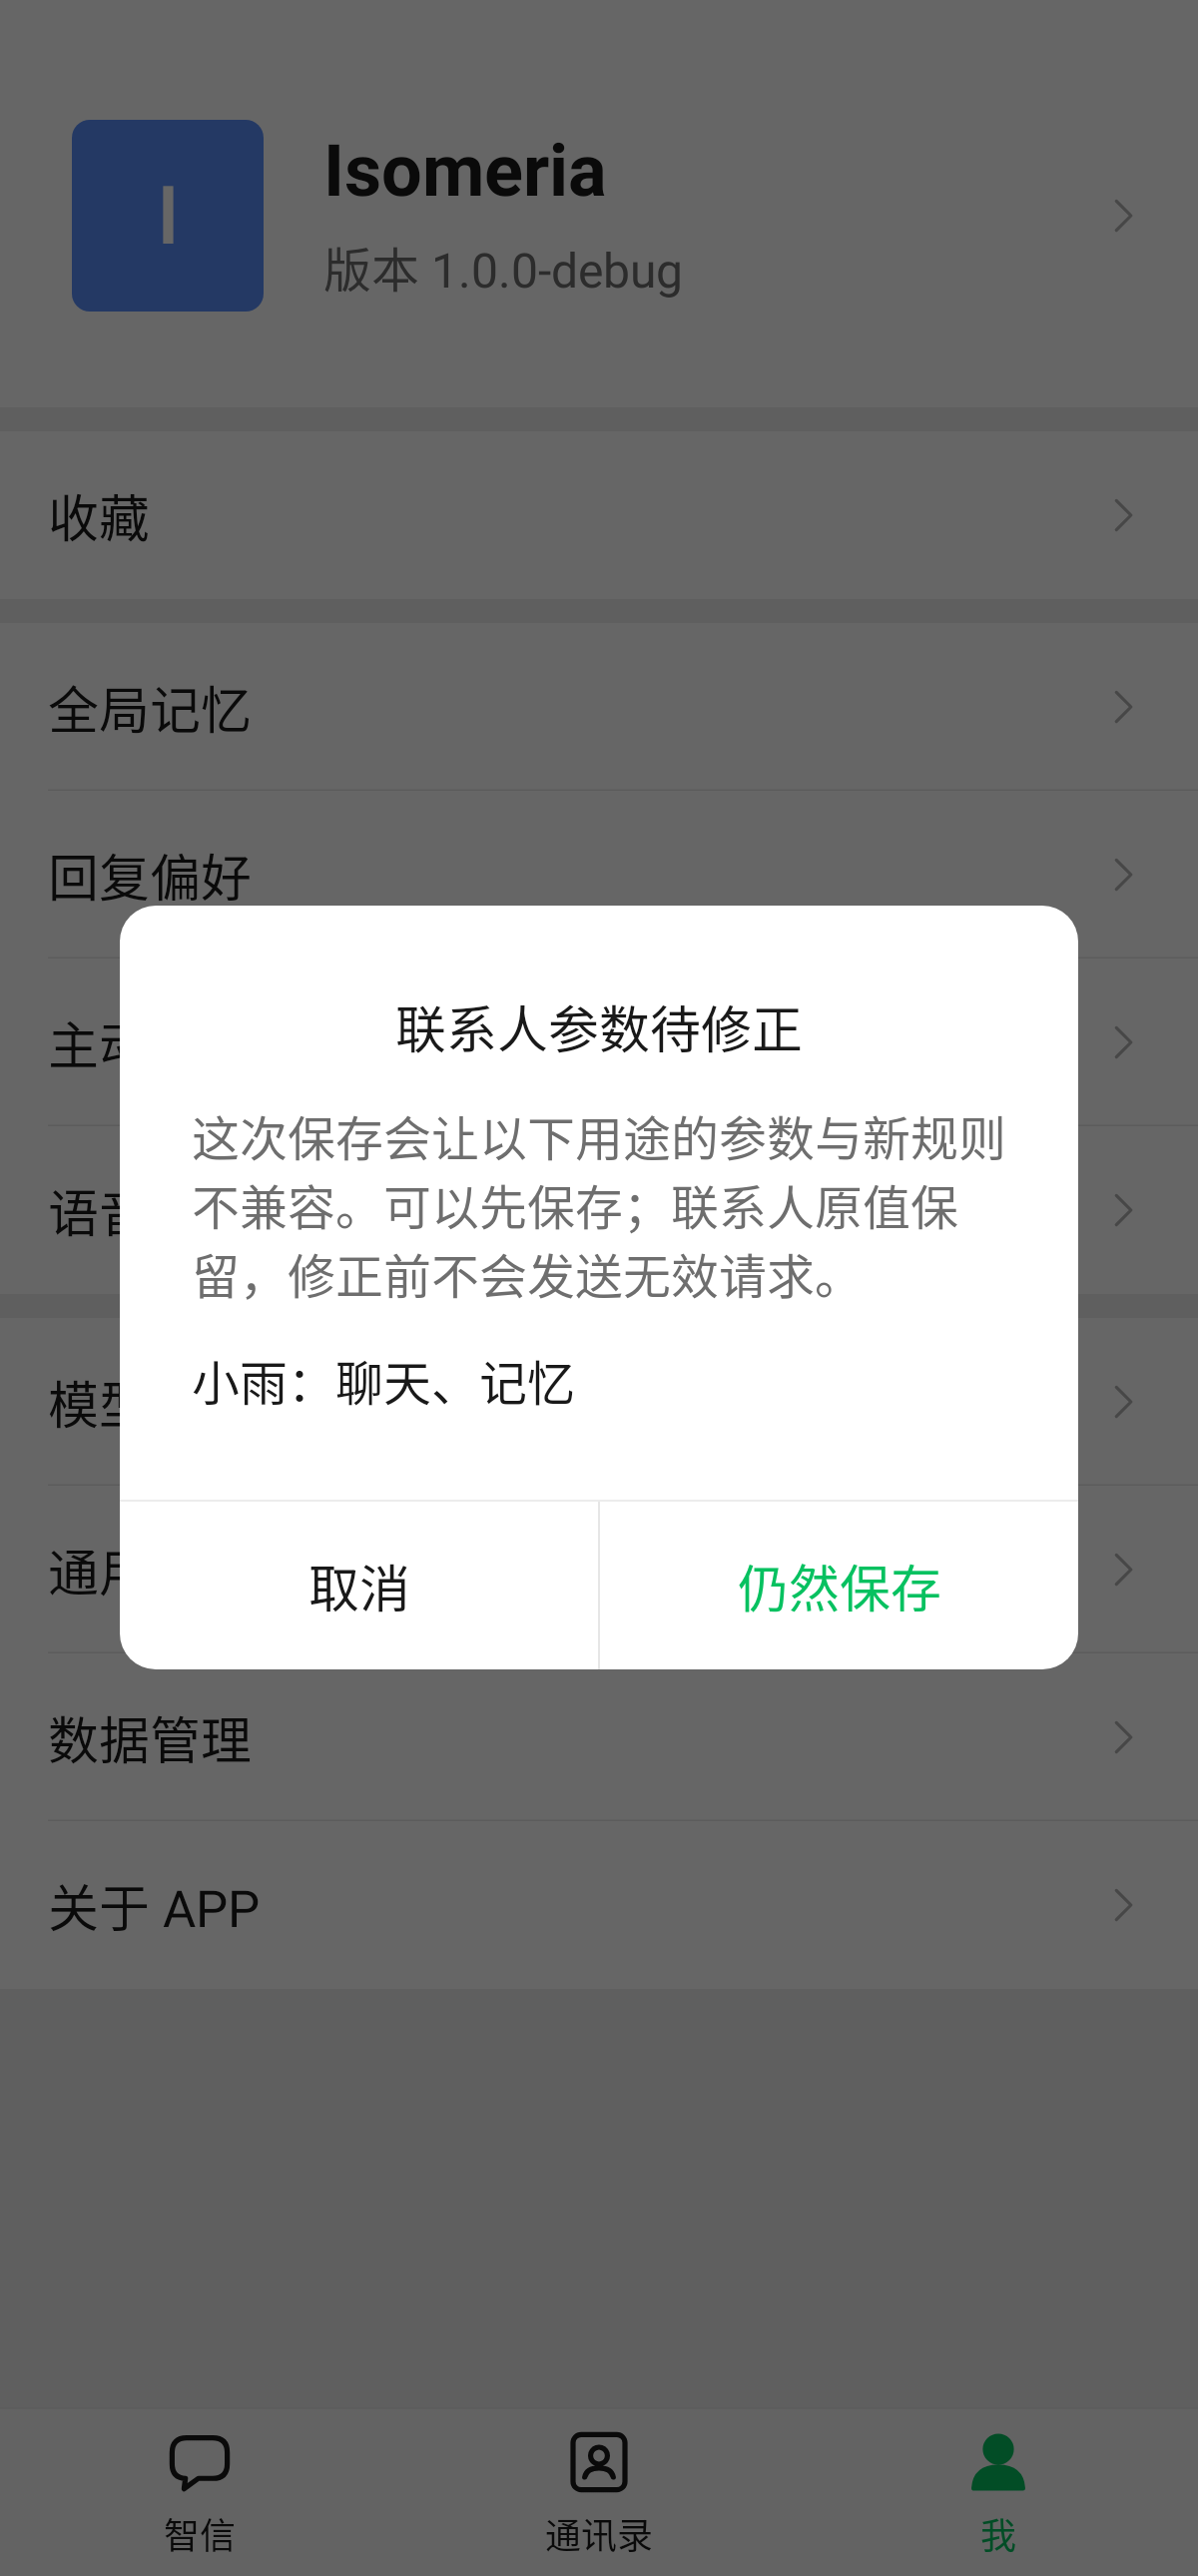 I
Isomeria
版本 1.0.0-debug
收藏
全局记忆
回复偏好
主
语
联系人参数待修正
这次保存会让以下用途的参数与新规则
不兼容。可以先保存；联系人原值保
留，修正前不会发送无效请求。
小雨：聊天、记忆
模
通
取消
仍然保存
数据管理
关于 APP
智信
通讯录
我